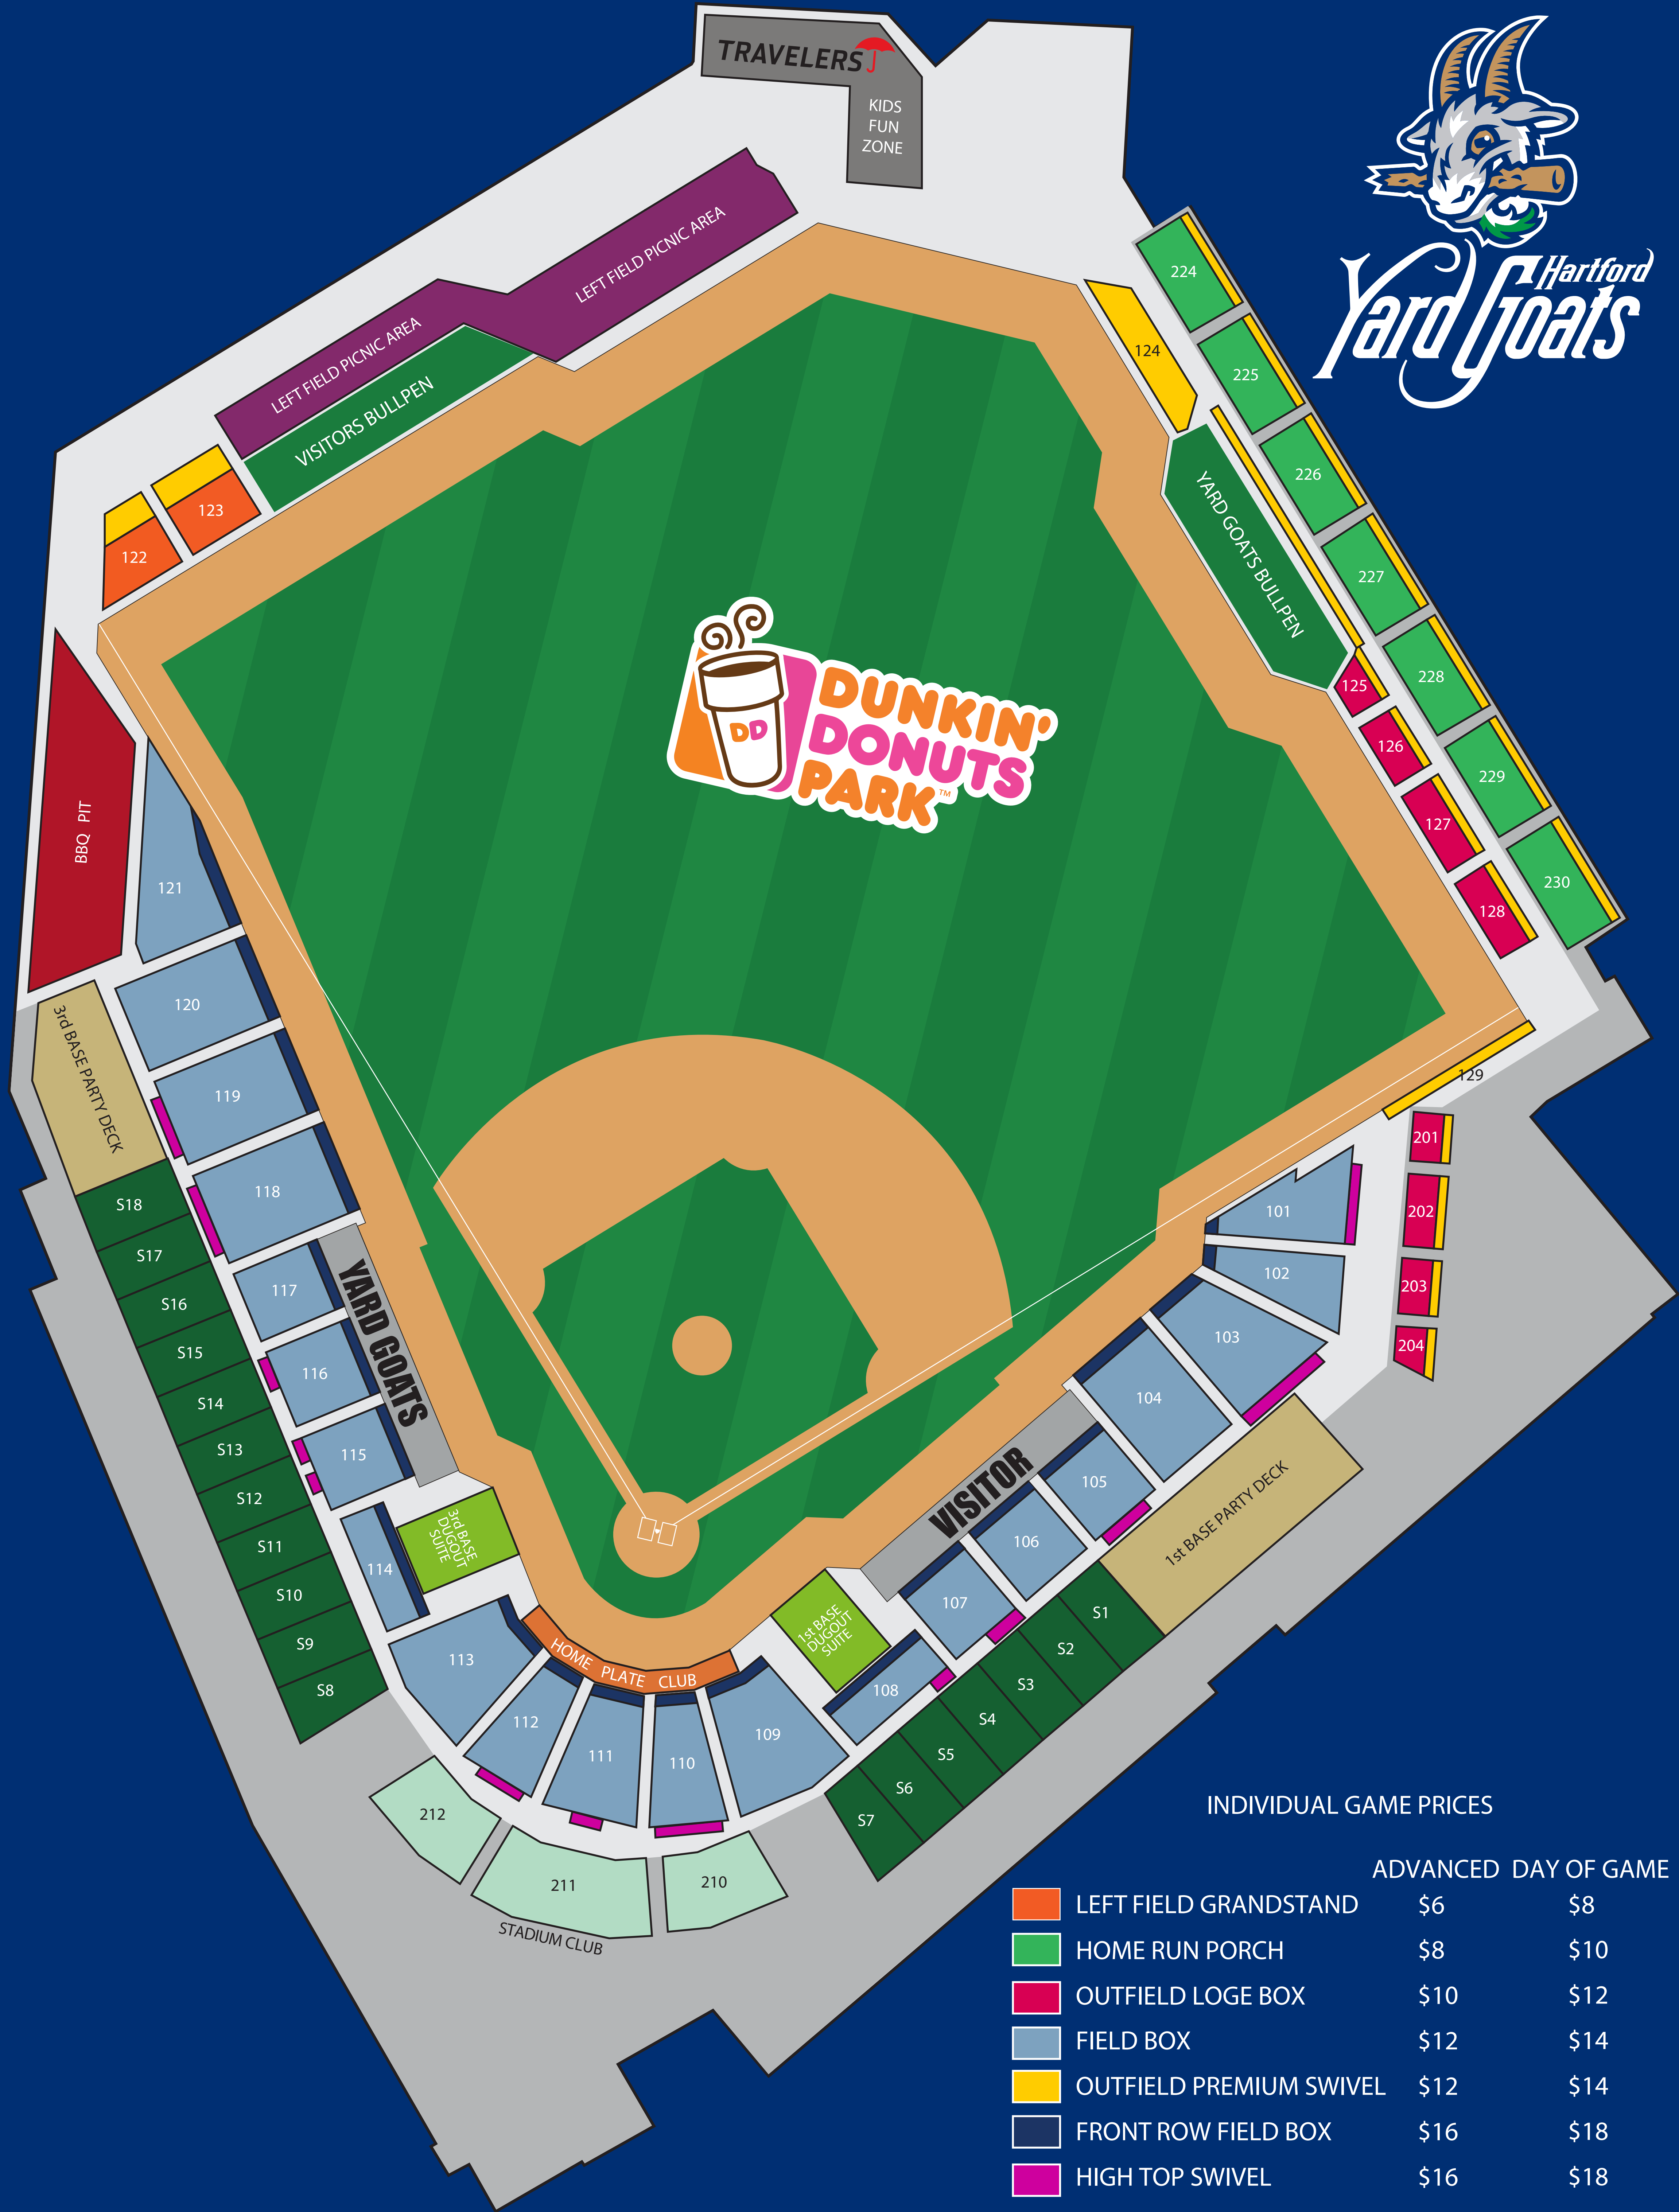 TRAVELERS
KIDS
FUN
ZONE
Hartford
Yard Goats
LEFT FIELD PICNIC AREA
LEFT FIELD PICNIC AREA
VISITORS BULLPEN
123
122
124
224
225
226
227
228
229
230
YARD GOATS BULLPEN
125
126
127
128
DD
DUNKIN'
DONUTS
PARK™
BBQ PIT
121
120
119
118
117
116
115
114
113
112
111
110
109
108
107
106
105
104
103
102
101
129
201
202
203
204
3rd BASE PARTY DECK
S18
S17
S16
S15
S14
S13
S12
S11
S10
S9
S8
YARD GOATS
3rd BASE
DUGOUT
SUITE
HOME PLATE CLUB
1st BASE
DUGOUT
SUITE
VISITOR
1st BASE PARTY DECK
S1
S2
S3
S4
S5
S6
S7
212
211
210
STADIUM CLUB
INDIVIDUAL GAME PRICES
ADVANCED DAY OF GAME
LEFT FIELD GRANDSTAND $6 $8
HOME RUN PORCH $8 $10
OUTFIELD LOGE BOX $10 $12
FIELD BOX $12 $14
OUTFIELD PREMIUM SWIVEL $12 $14
FRONT ROW FIELD BOX $16 $18
HIGH TOP SWIVEL $16 $18